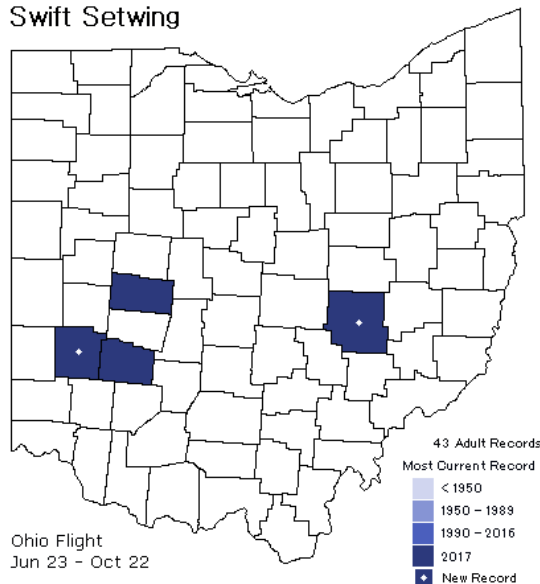 Swift Setwing
43 Adult Records
Most Current Record
< 1950
1950 - 1989
1990 - 2016
2017
New Record
Ohio Flight
Jun 23 - Oct 22